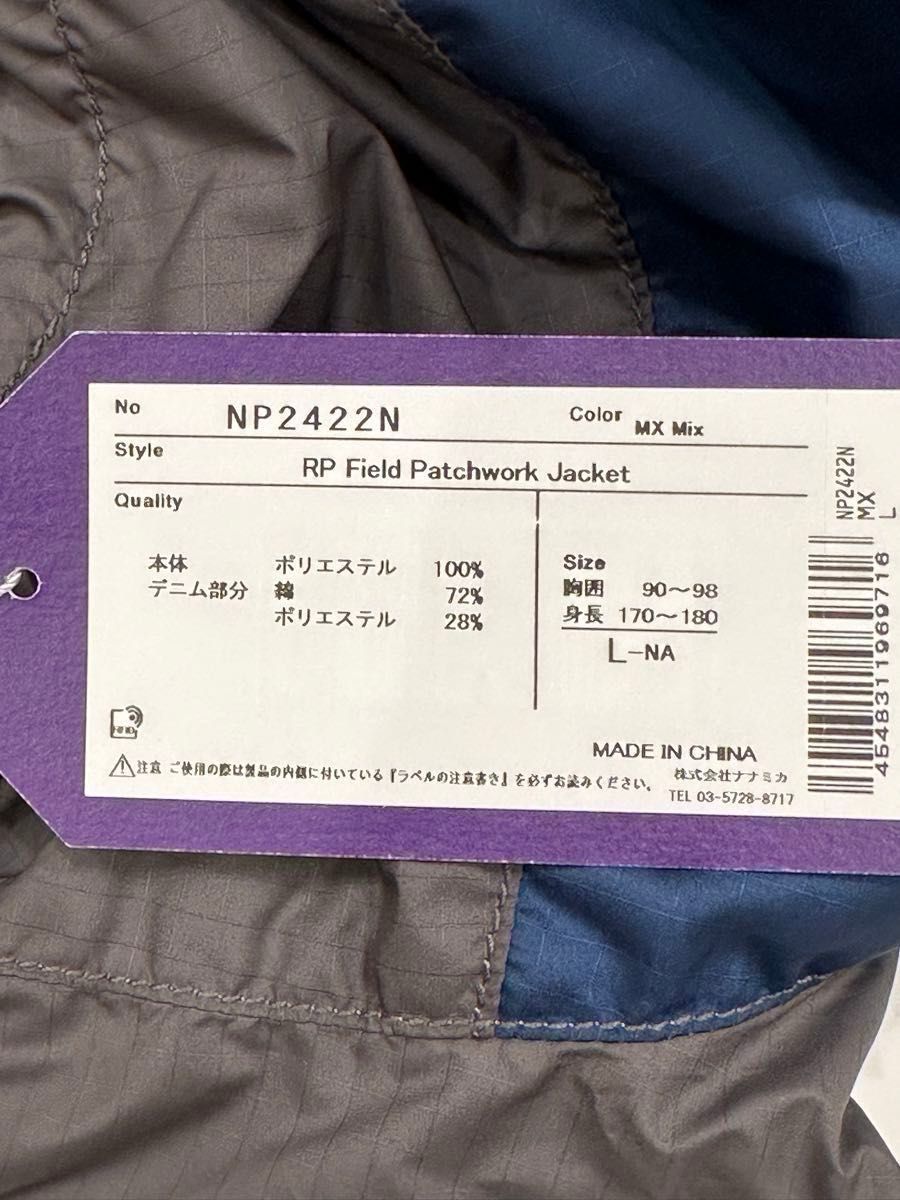 No NP2422N Color MX Mix
Style RP Field Patchwork Jacket
Quality
本体 ポリエステル 100%
デニム部分 綿 72%
ポリエステル 28%
Size
胸囲 90〜98
身長 170〜180
L-NA
RFID
MADE IN CHINA
注意 ご使用の際は製品の内側に付いている『ラベルの注意書き』を必ずお読みください。
株式会社ナナミカ
TEL 03-5728-8717
NP2422N
MX
L
4548311969718